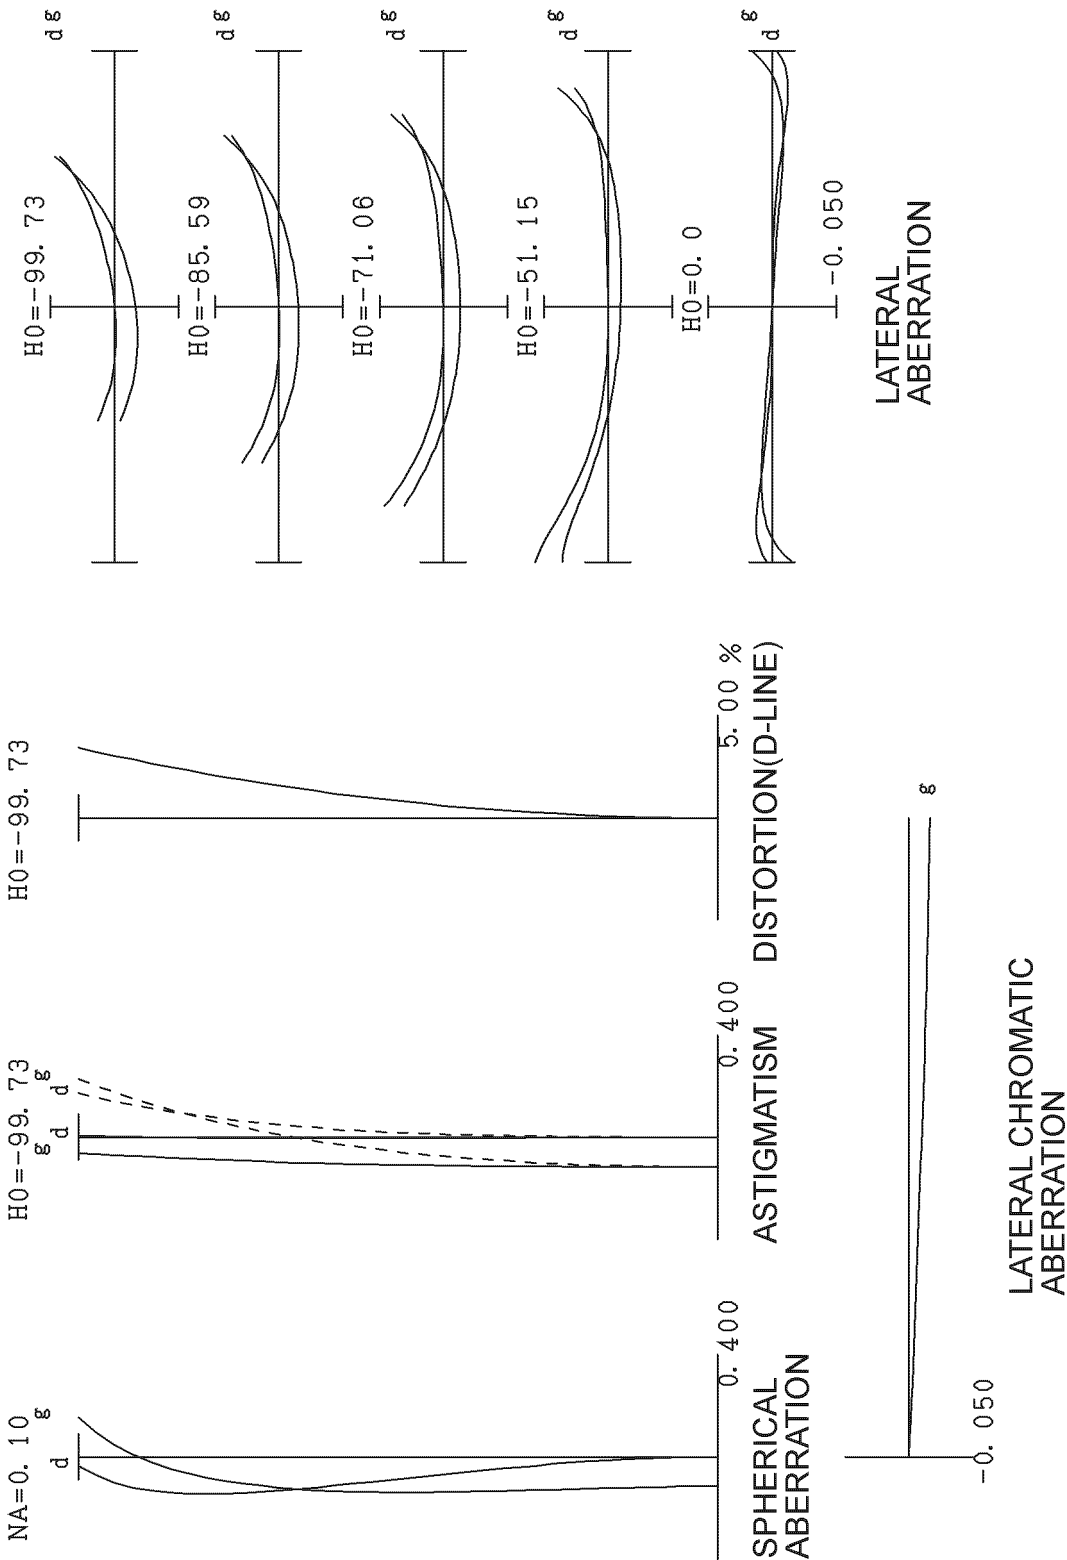 NA=0.10
d
g
0.400
SPHERICAL
ABERRATION
H0=-99.73
g
d
d
g
0.400
ASTIGMATISM
H0=-99.73
5.00 %
DISTORTION(D-LINE)
g
-0.050
LATERAL CHROMATIC
ABERRATION
H0=-99.73
d
g
H0=-85.59
d
g
H0=-71.06
d
g
H0=-51.15
d
g
H0=0.0
d
g
-0.050
LATERAL
ABERRATION